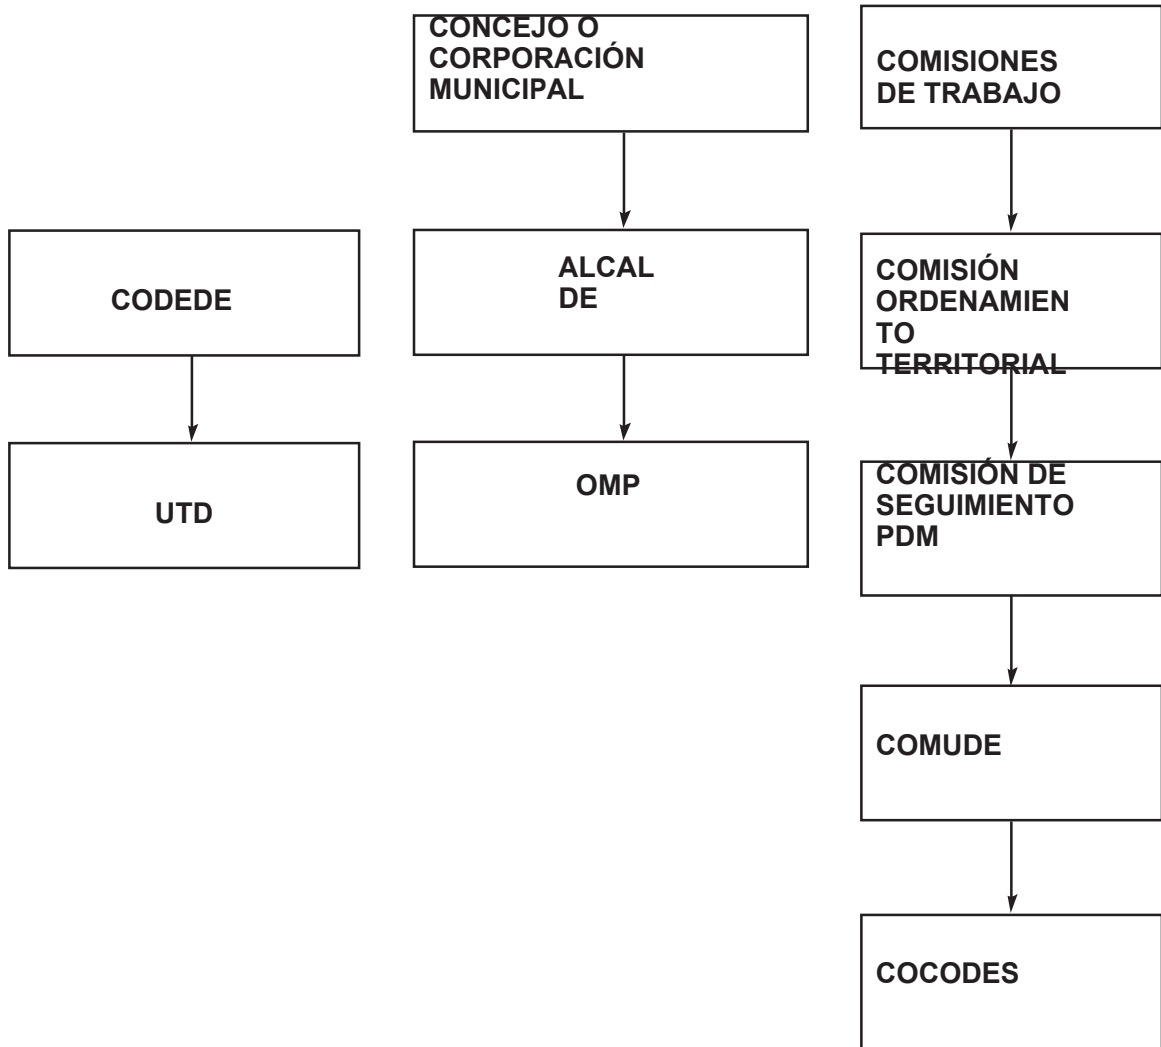 CONCEJO O
CORPORACIÓN
MUNICIPAL
COMISIONES
DE TRABAJO
CODEDE
ALCAL
DE
COMISIÓN
ORDENAMIEN
TO
TERRITORIAL
UTD
OMP
COMISIÓN DE
SEGUIMIENTO
PDM
COMUDE
COCODES